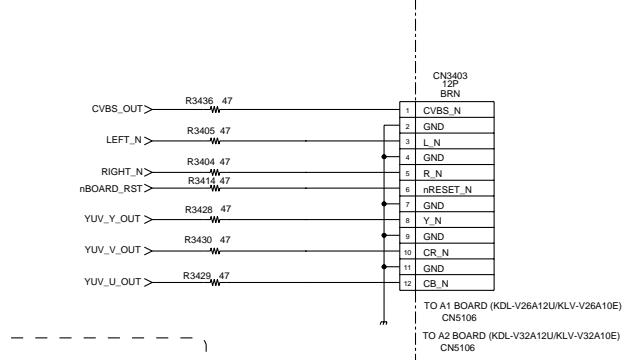 CN3403
12P
BRN
CVBS_OUT R3436 47 1 CVBS_N
2 GND
LEFT_N R3405 47 3 L_N
4 GND
RIGHT_N R3404 47 5 R_N
nBOARD_RST R3414 47 6 nRESET_N
7 GND
YUV_Y_OUT R3428 47 8 Y_N
9 GND
YUV_V_OUT R3430 47 10 CR_N
11 GND
YUV_U_OUT R3429 47 12 CB_N
TO A1 BOARD (KDL-V26A12U/KLV-V26A10E)
CN5106
TO A2 BOARD (KDL-V32A12U/KLV-V32A10E)
CN5106